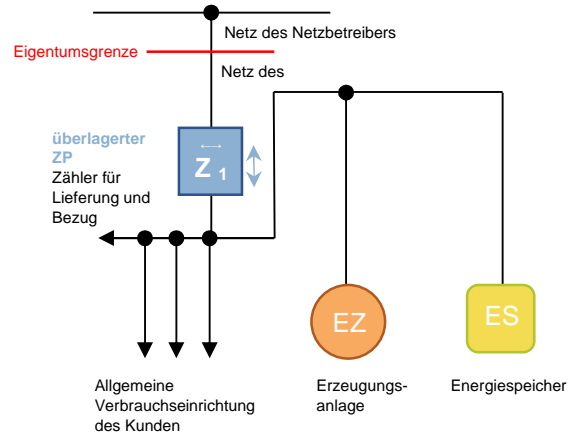 Netz des Netzbetreibers
Eigentumsgrenze
Netz des
überlagerter
ZP
Zähler für
Lieferung und
Bezug
Z 1
EZ
ES
Allgemeine
Verbrauchseinrichtung
des Kunden
Erzeugungs-
anlage
Energiespeicher